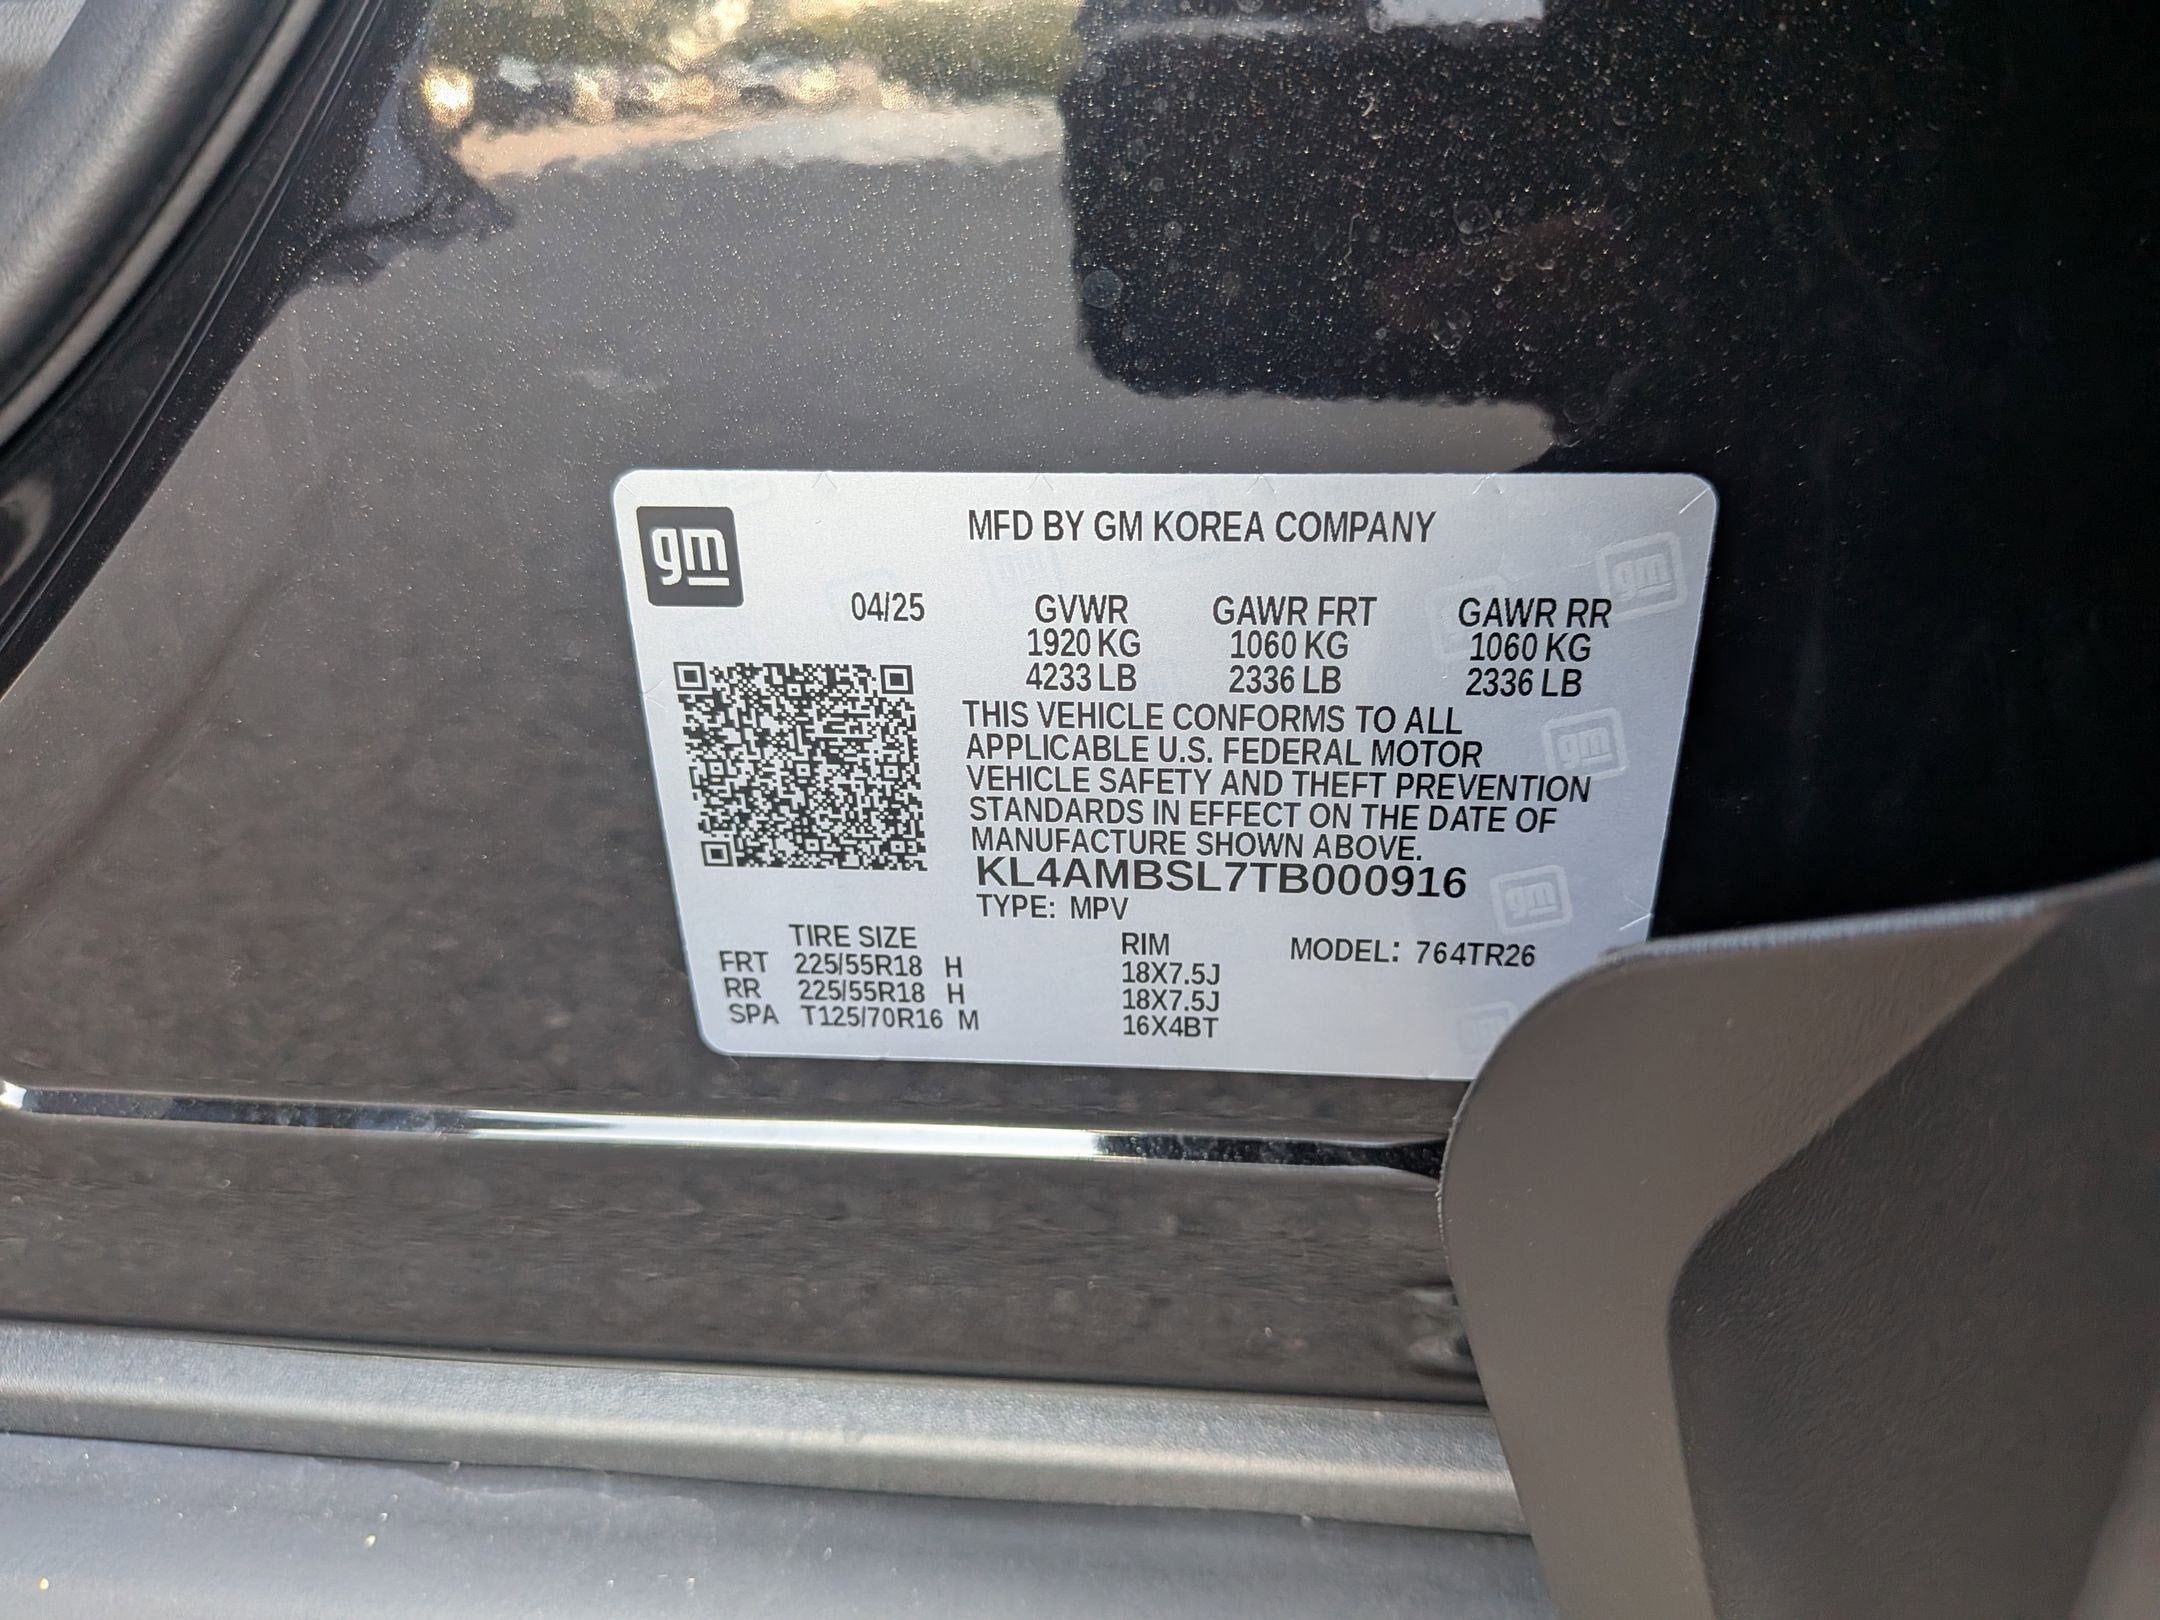 gm
MFD BY GM KOREA COMPANY
04/25 GVWR GAWR FRT GAWR RR
1920 KG 1060 KG 1060 KG
4233 LB 2336 LB 2336 LB
THIS VEHICLE CONFORMS TO ALL
APPLICABLE U.S. FEDERAL MOTOR
VEHICLE SAFETY AND THEFT PREVENTION
STANDARDS IN EFFECT ON THE DATE OF
MANUFACTURE SHOWN ABOVE.
KL4AMBSL7TB000916
TYPE: MPV
TIRE SIZE RIM MODEL: 764TR26
FRT 225/55R18 H 18X7.5J
RR 225/55R18 H 18X7.5J
SPA T125/70R16 M 16X4BT